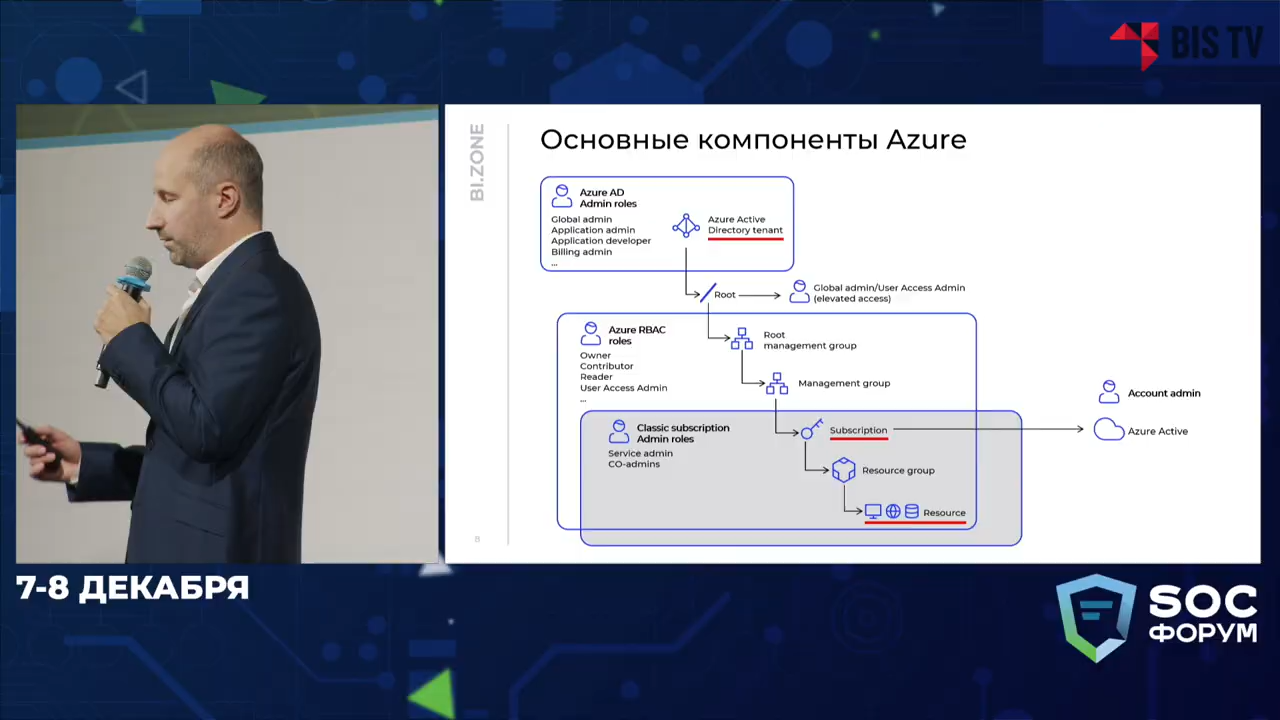 BIS TV
BI.ZONE
Основные компоненты Azure
Azure AD
Admin roles
Global admin
Application admin
Application developer
Billing admin
...
Azure Active
Directory tenant
Root
Global admin/User Access Admin
(elevated access)
Azure RBAC
roles
Owner
Contributor
Reader
User Access Admin
...
Root
management group
Management group
Classic subscription
Admin roles
Service admin
CO-admins
Subscription
Resource group
Resource
Account admin
Azure Active
8
7-8 ДЕКАБРЯ
SOC
ФОРУМ